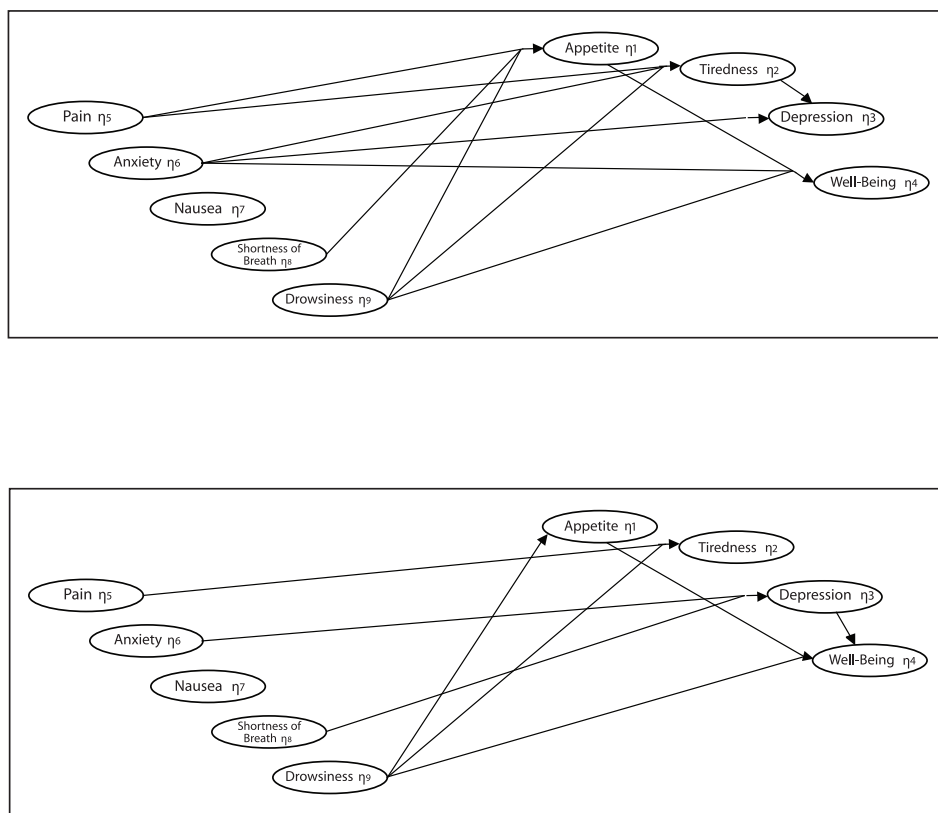 Appetite η1
Tiredness η2
Pain η5
Depression η3
Anxiety η6
Well-Being η4
Nausea η7
Shortness of
Breath η8
Drowsiness η9
Appetite η1
Tiredness η2
Pain η5
Depression η3
Anxiety η6
Well-Being η4
Nausea η7
Shortness of
Breath η8
Drowsiness η9